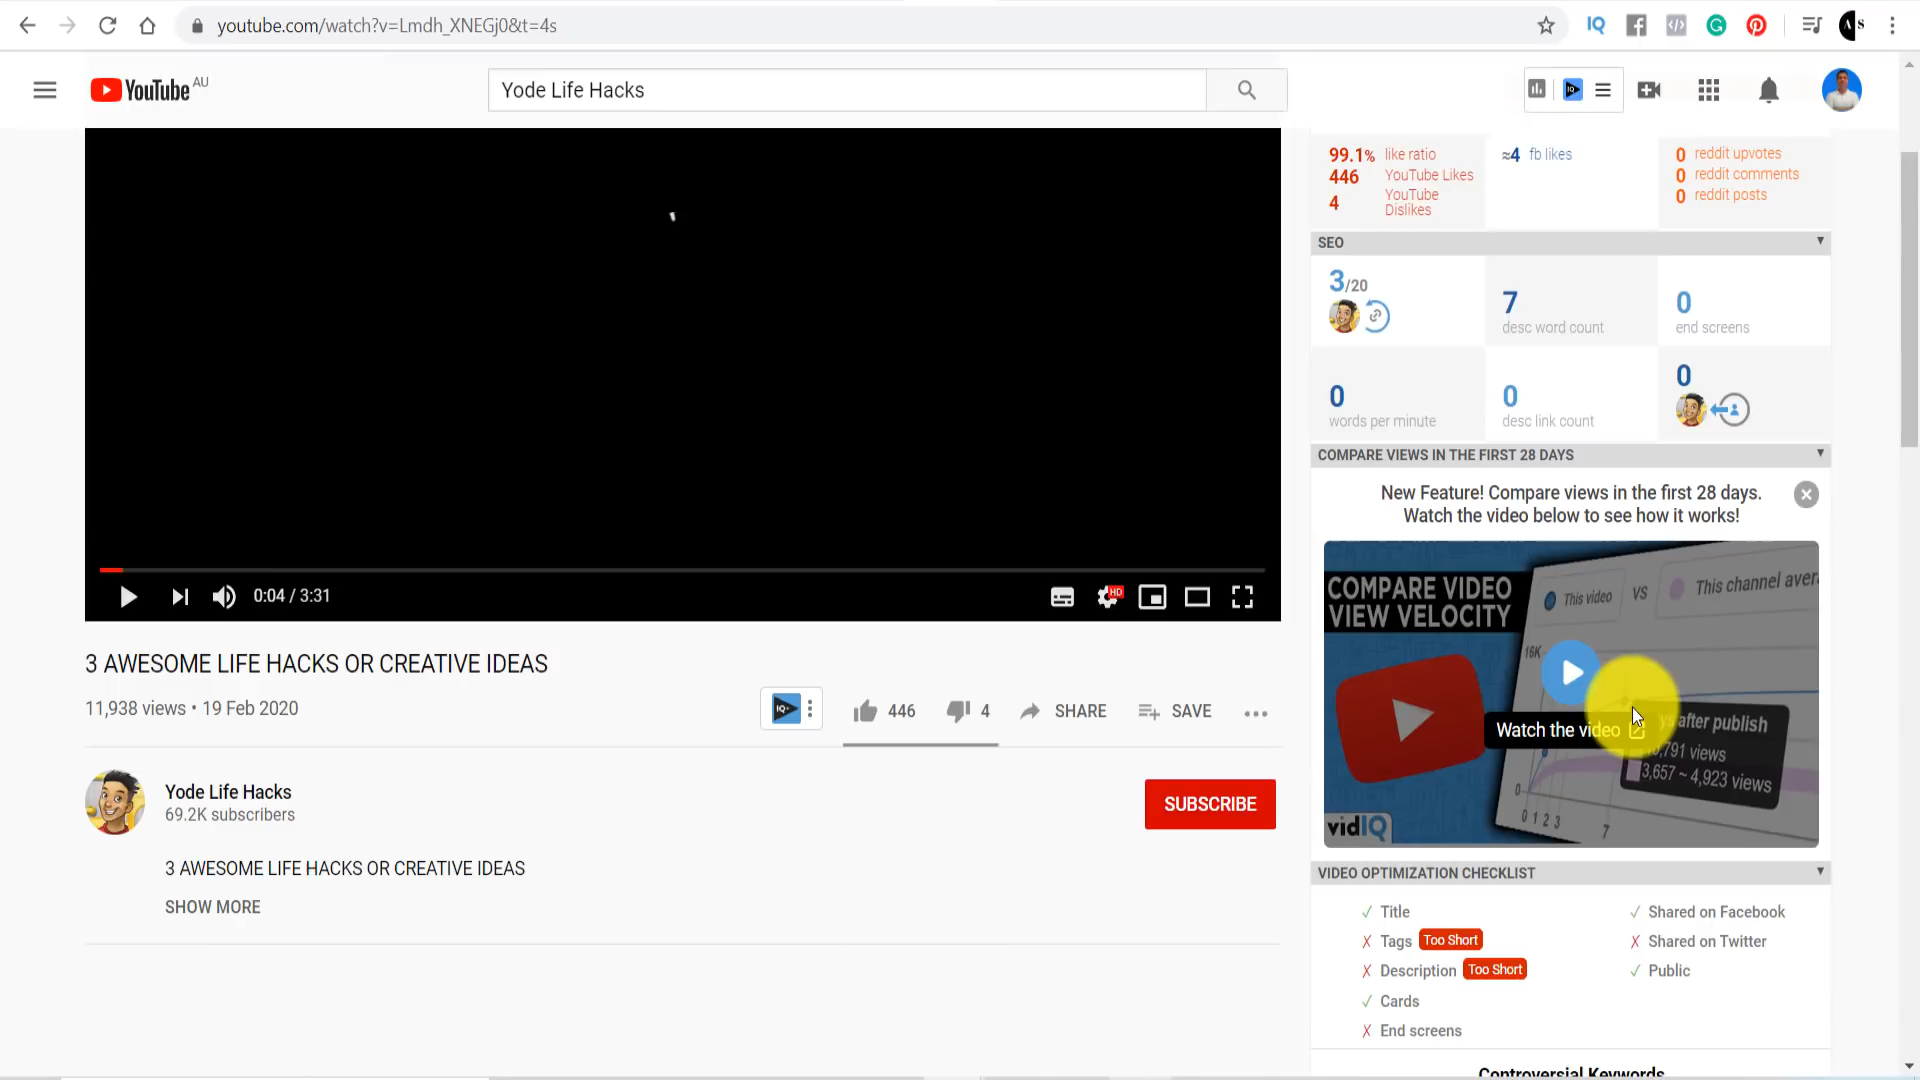 youtube.com/watch?v=Lmdh_XNEGj0&t=4s
IQ
A S
YouTube AU
Yode Life Hacks
IQ
99.1% like ratio
446 YouTube Likes
4 YouTube Dislikes
≈4 fb likes
0 reddit upvotes
0 reddit comments
0 reddit posts
SEO
3/20
7
desc word count
0
end screens
0
words per minute
0
desc link count
0
COMPARE VIEWS IN THE FIRST 28 DAYS
New Feature! Compare views in the first 28 days.
Watch the video below to see how it works!
COMPARE VIDEO
VIEW VELOCITY
This video VS This channel aver
16K
Watch the video
ys after publish
,791 views
3,657 ~ 4,923 views
0
0 1 2 3 7
vidIQ
VIDEO OPTIMIZATION CHECKLIST
✓ Title
✗ Tags Too Short
✗ Description Too Short
✓ Cards
✗ End screens
✓ Shared on Facebook
✗ Shared on Twitter
✓ Public
Controversial Keywords
0:04 / 3:31
HD
3 AWESOME LIFE HACKS OR CREATIVE IDEAS
11,938 views • 19 Feb 2020
IQ
446
4
SHARE
SAVE
Yode Life Hacks
69.2K subscribers
SUBSCRIBE
3 AWESOME LIFE HACKS OR CREATIVE IDEAS
SHOW MORE